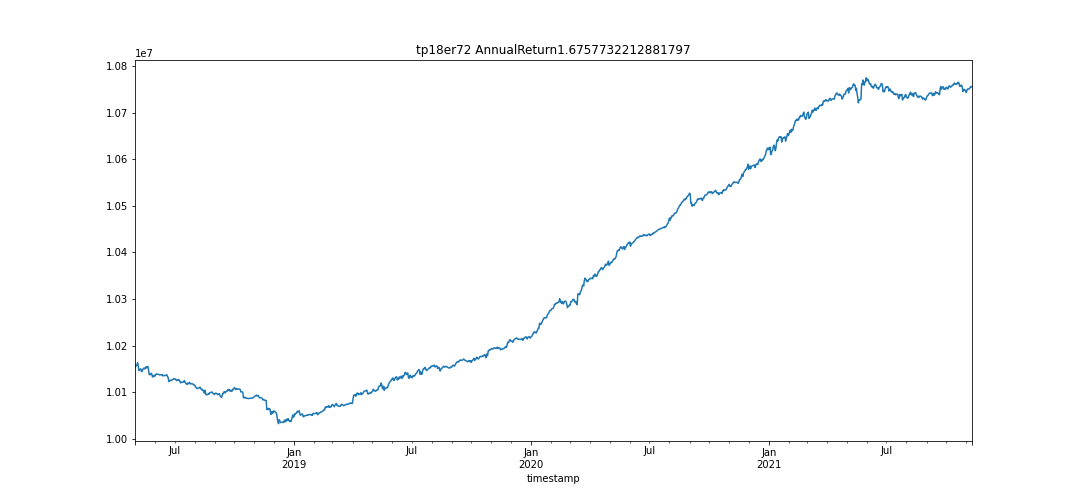 tp18er72 AnnualReturn1.6757732212881797
1e7
1.08
1.07
1.06
1.05
1.04
1.03
1.02
1.01
1.00
Jul Jan Jul Jan Jul Jan Jul
2019 2020 2021
timestamp